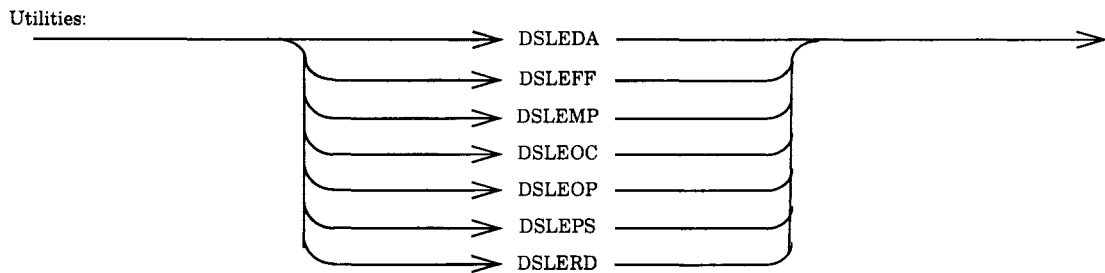 Utilities:
DSLEDA
DSLEFF
DSLEMP
DSLEOC
DSLEOP
DSLEPS
DSLERD